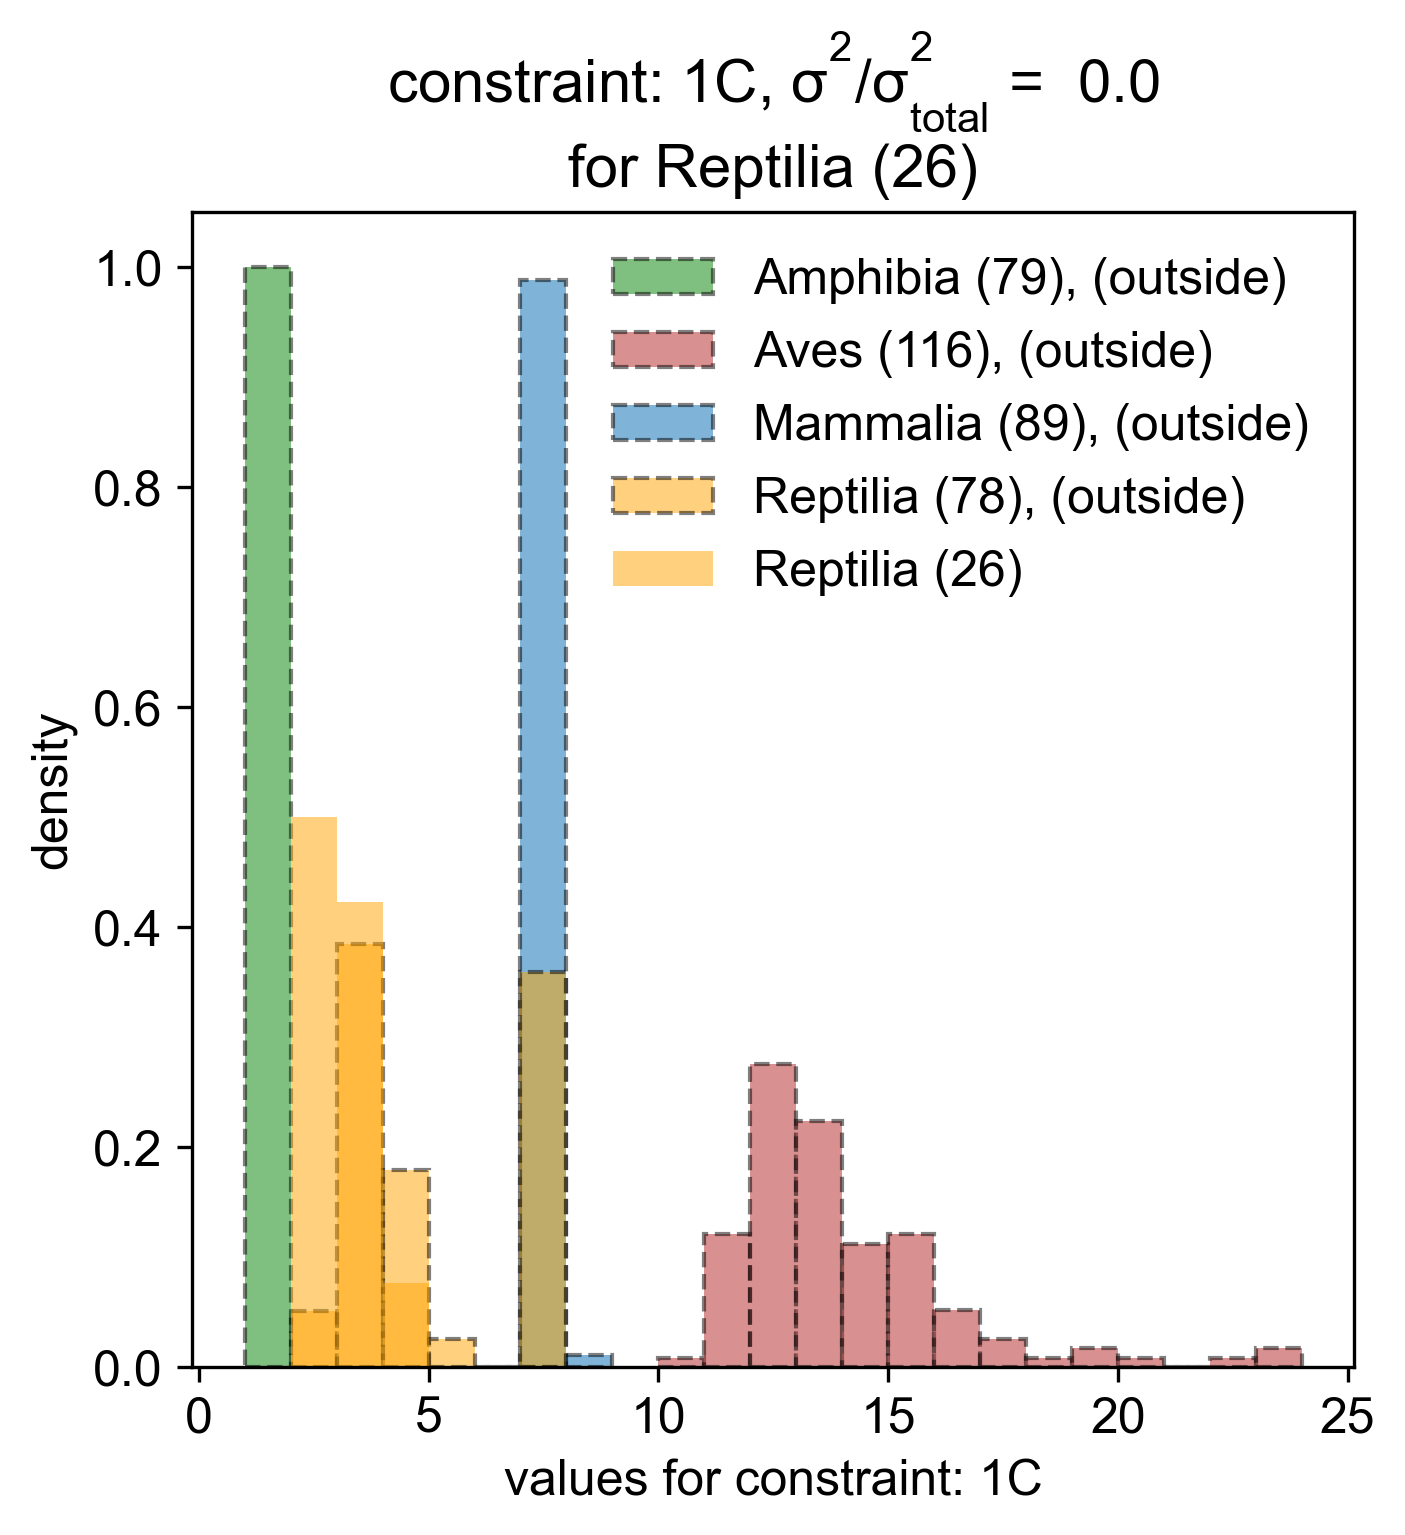 constraint: 1C, σ²/σ²total = 0.0
for Reptilia (26)
Amphibia (79), (outside)
Aves (116), (outside)
Mammalia (89), (outside)
Reptilia (78), (outside)
Reptilia (26)
density
1.0
0.8
0.6
0.4
0.2
0.0
0 5 10 15 20 25
values for constraint: 1C